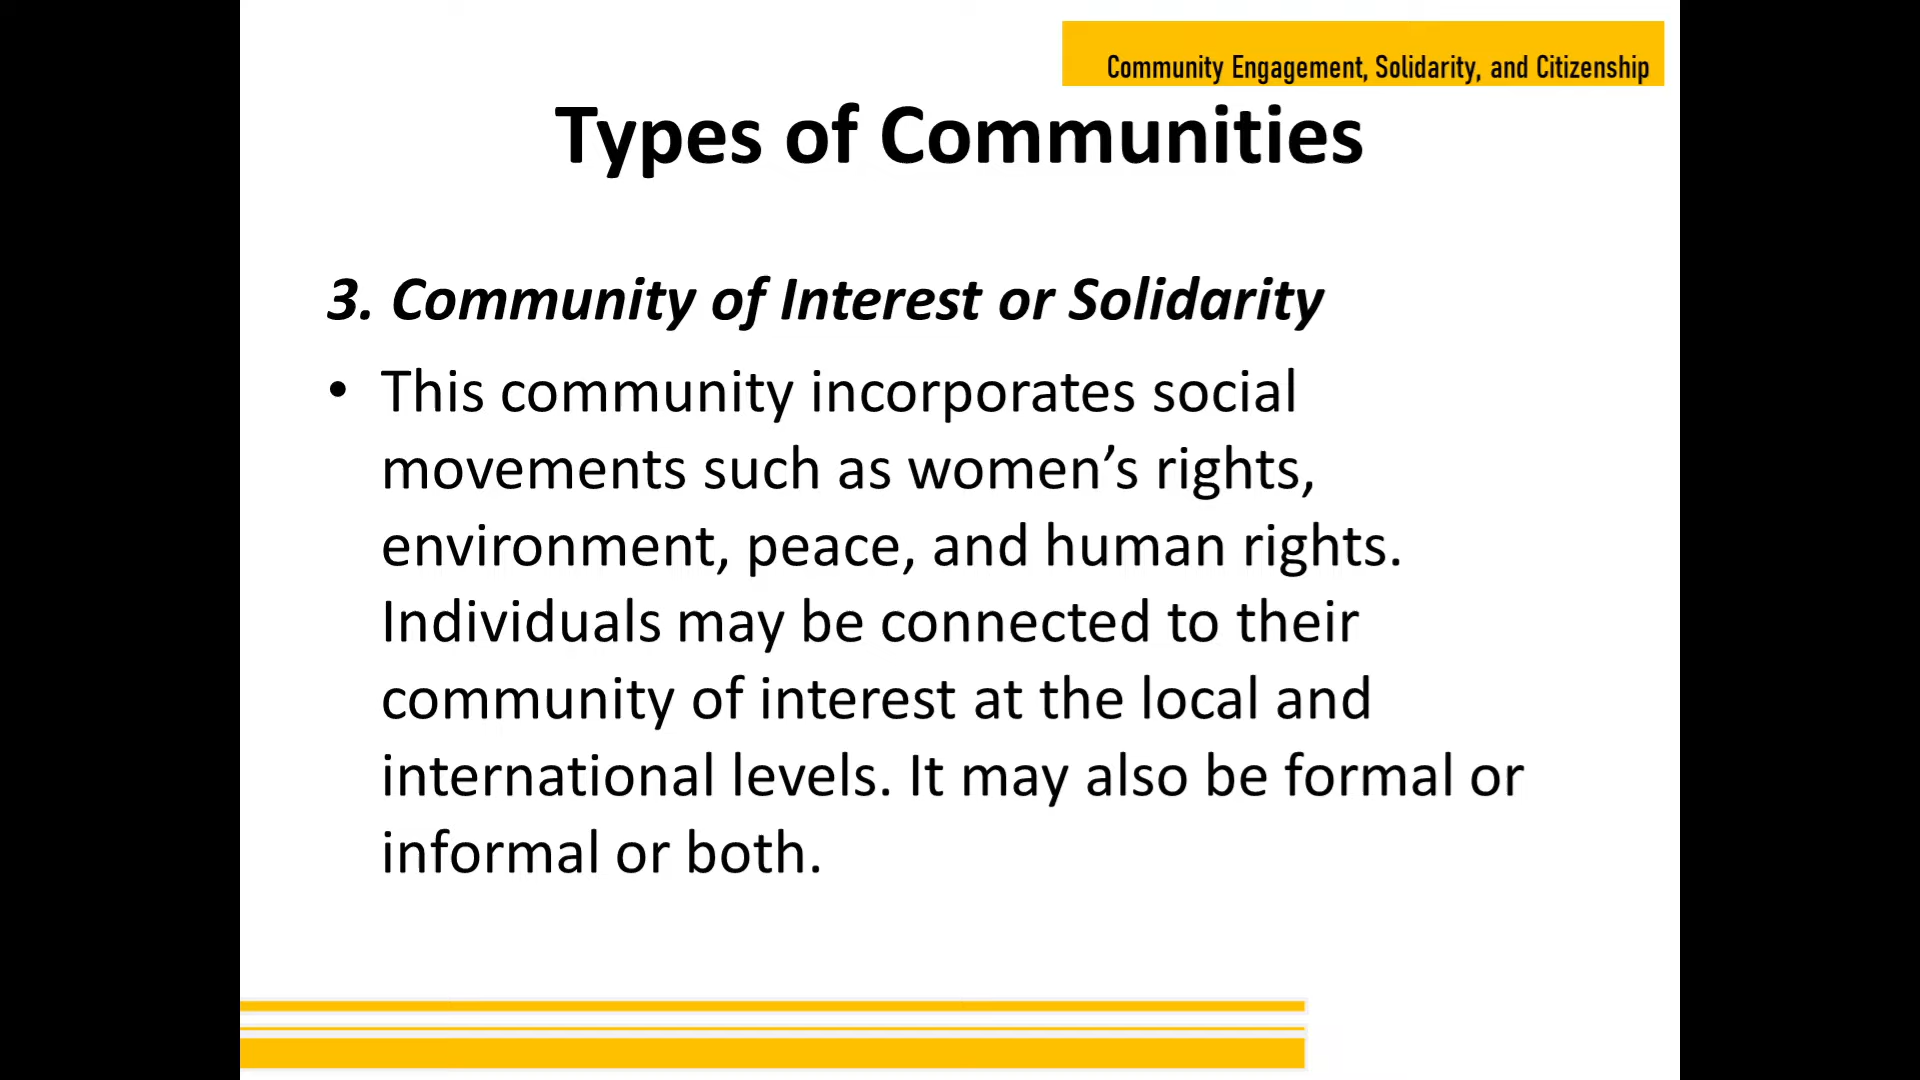 Community Engagement, Solidarity, and Citizenship
Types of Communities
3. Community of Interest or Solidarity
• This community incorporates social
movements such as women’s rights,
environment, peace, and human rights.
Individuals may be connected to their
community of interest at the local and
international levels. It may also be formal or
informal or both.